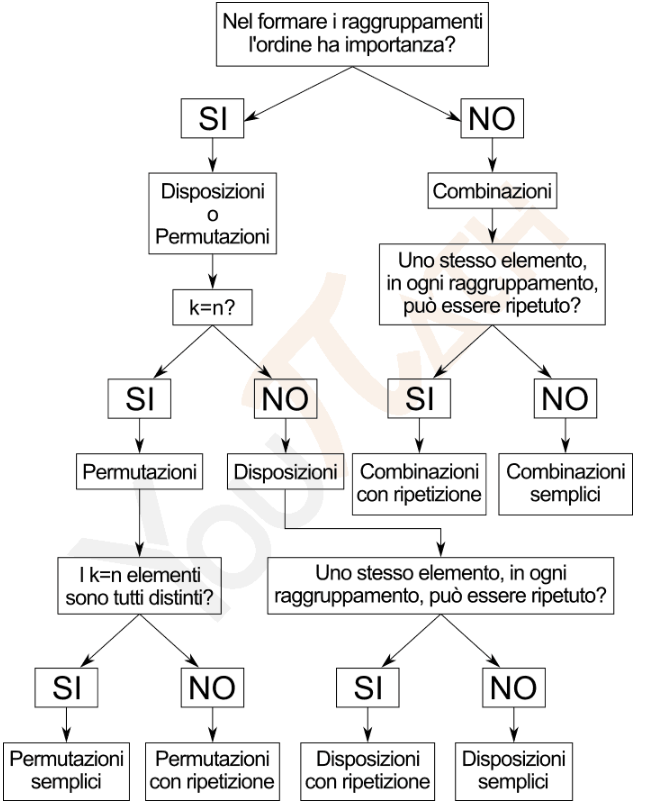 Nel formare i raggruppamenti
l'ordine ha importanza?
SI
NO
Disposizioni
o
Permutazioni
Combinazioni
k=n?
Uno stesso elemento,
in ogni raggruppamento,
può essere ripetuto?
SI
NO
SI
NO
Permutazioni
Disposizioni
Combinazioni
con ripetizione
Combinazioni
semplici
I k=n elementi
sono tutti distinti?
Uno stesso elemento, in ogni
raggruppamento, può essere ripetuto?
SI
NO
SI
NO
Permutazioni
semplici
Permutazioni
con ripetizione
Disposizioni
con ripetizione
Disposizioni
semplici
YouMath